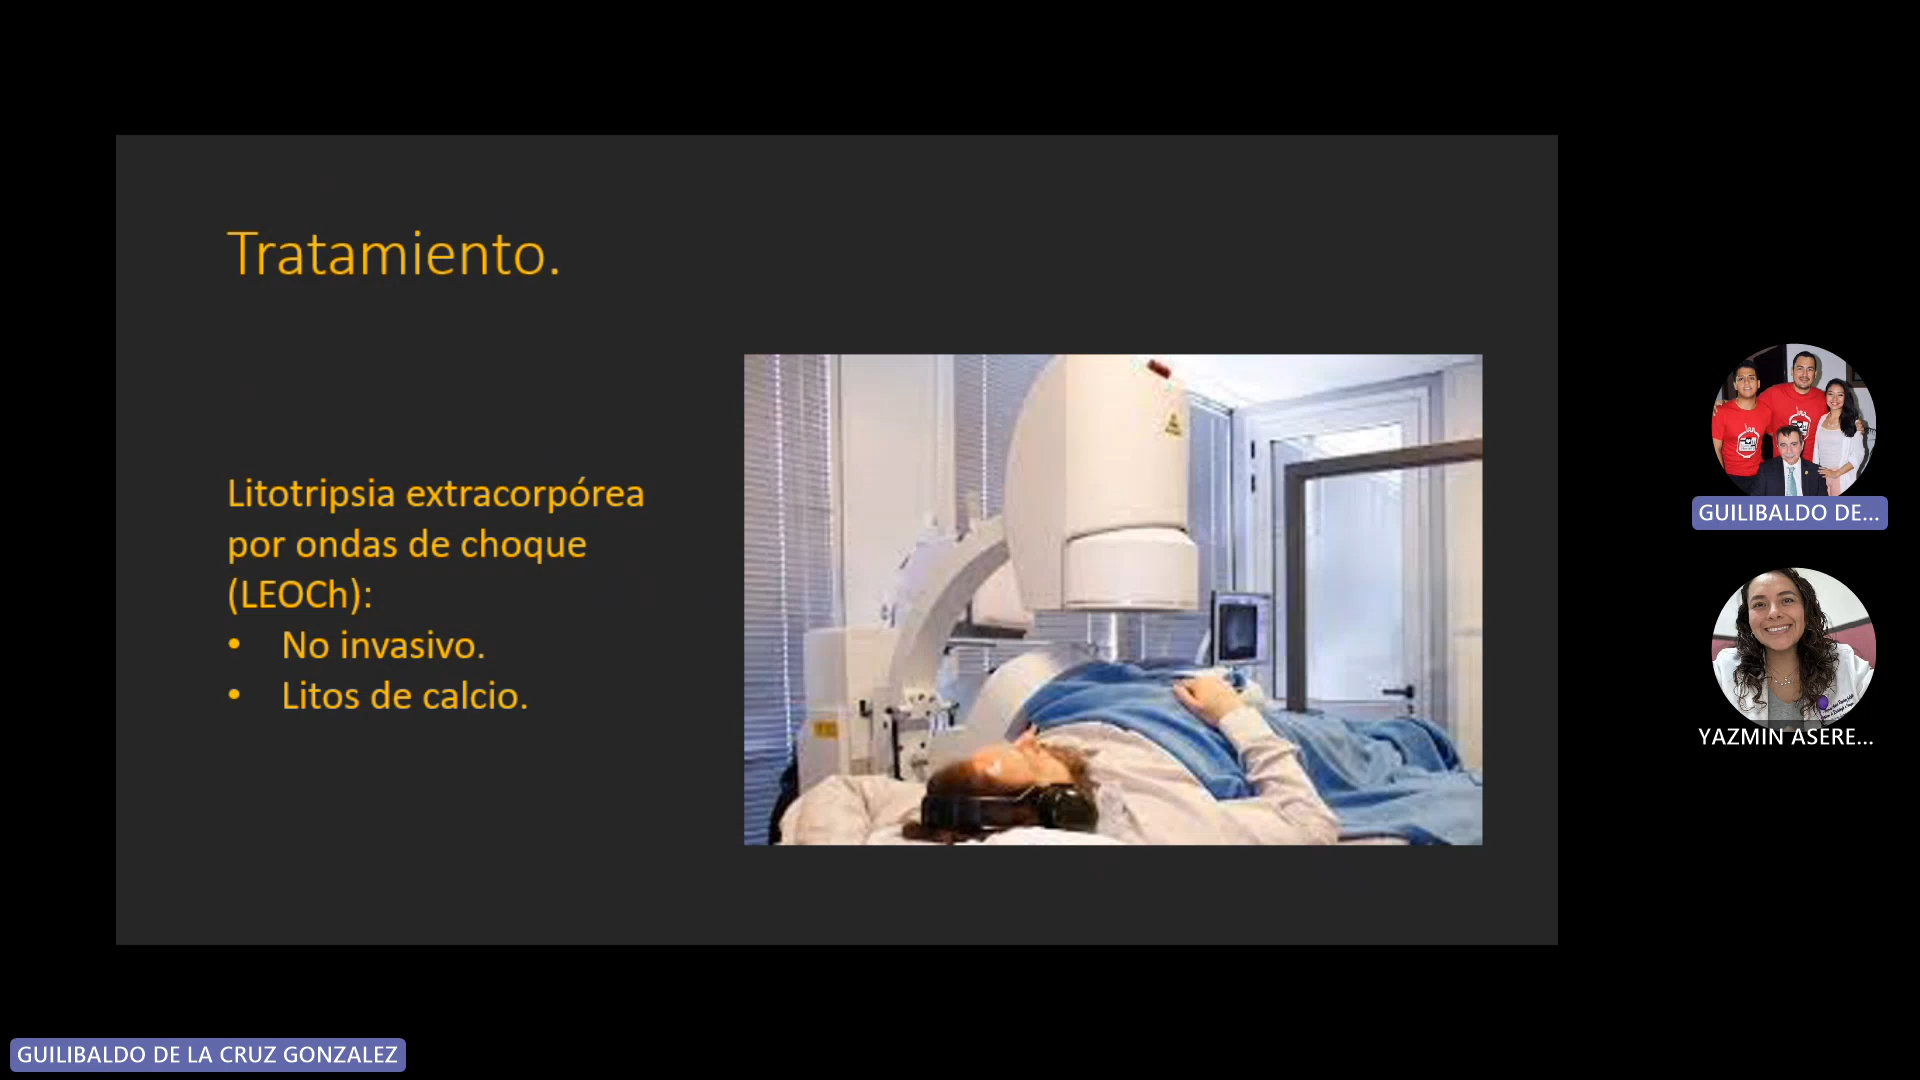 Tratamiento.
Litotripsia extracorpórea
por ondas de choque
(LEOCh):
• No invasivo.
• Litos de calcio.
GUILIBALDO DE...
YAZMIN ASERE...
GUILIBALDO DE LA CRUZ GONZALEZ